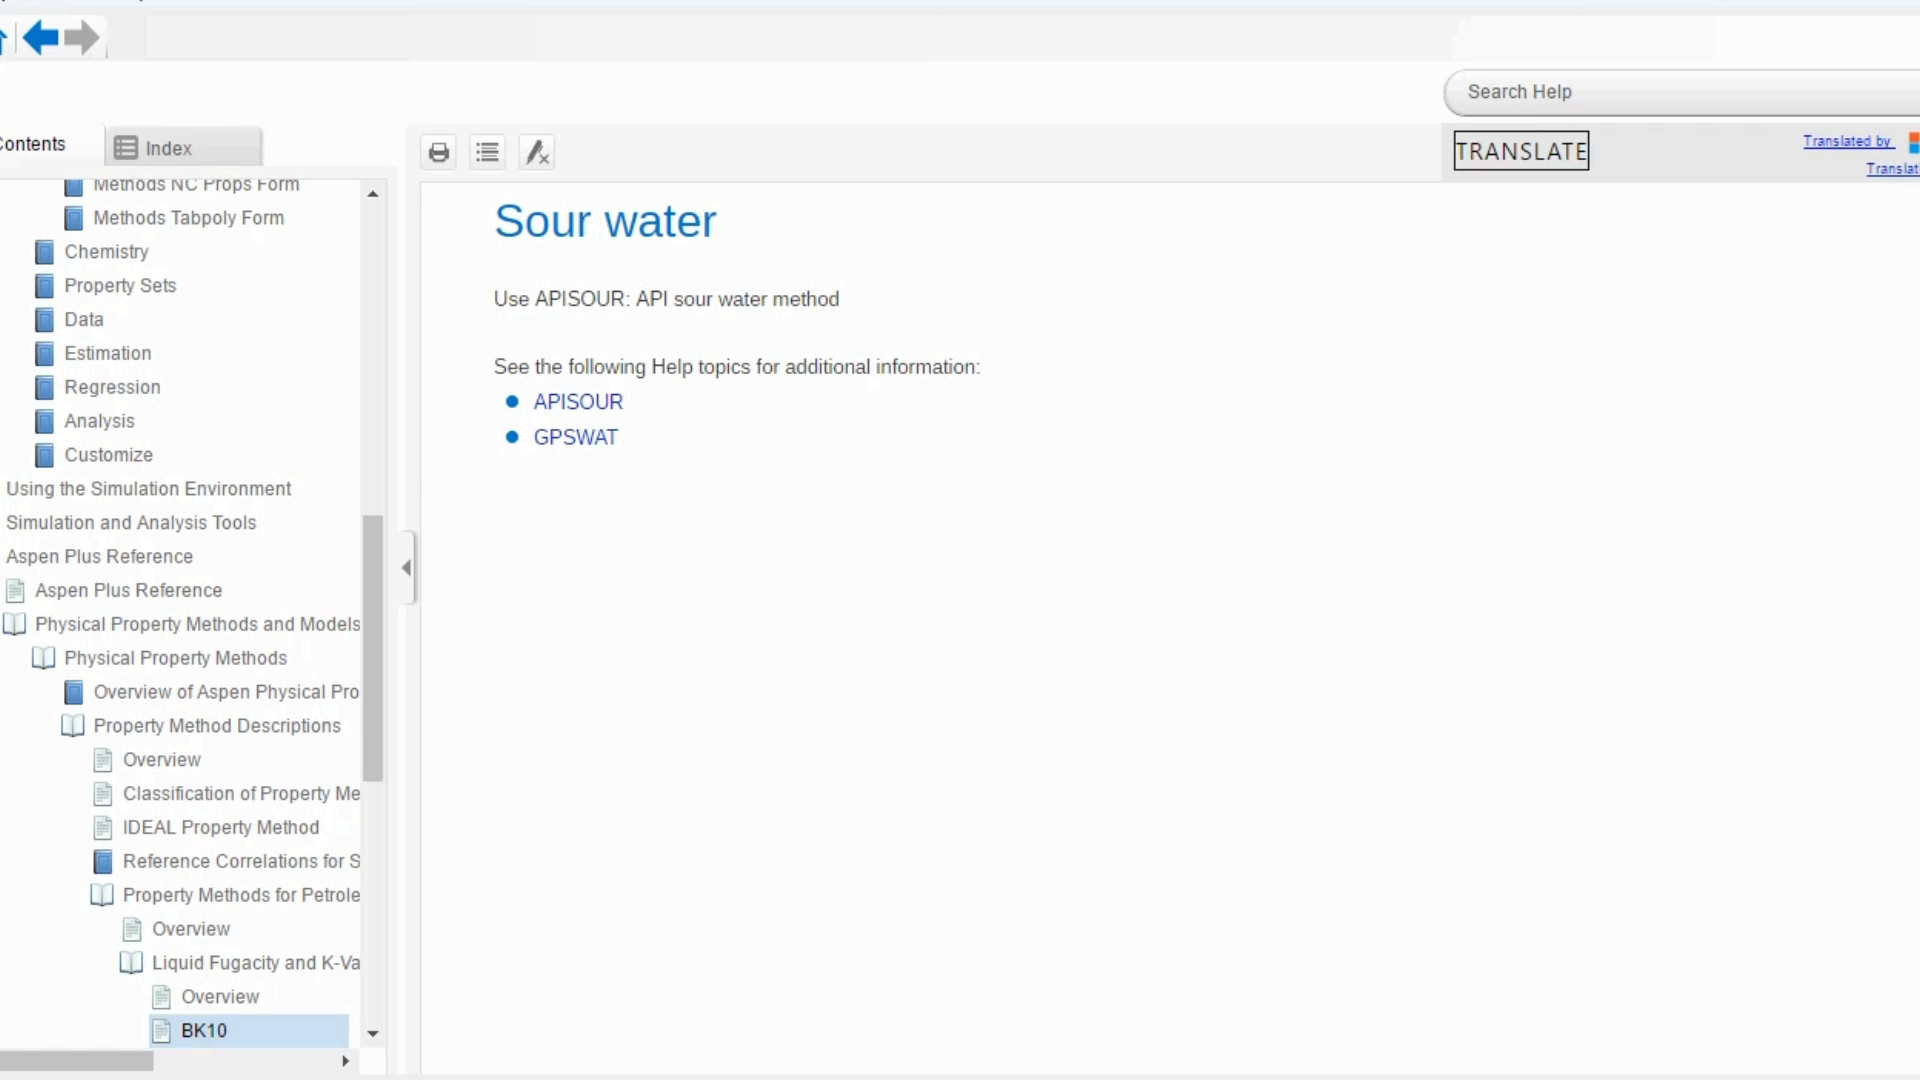 Search Help
Contents
Index
TRANSLATE
Translated by
Methods NC Props Form
Methods Tabpoly Form
Chemistry
Property Sets
Data
Estimation
Regression
Analysis
Customize
Using the Simulation Environment
Simulation and Analysis Tools
Aspen Plus Reference
Aspen Plus Reference
Physical Property Methods and Models
Physical Property Methods
Overview of Aspen Physical Pro
Property Method Descriptions
Overview
Classification of Property Me
IDEAL Property Method
Reference Correlations for S
Property Methods for Petrole
Overview
Liquid Fugacity and K-Va
Overview
BK10
Sour water
Use APISOUR: API sour water method
See the following Help topics for additional information:
APISOUR
GPSWAT